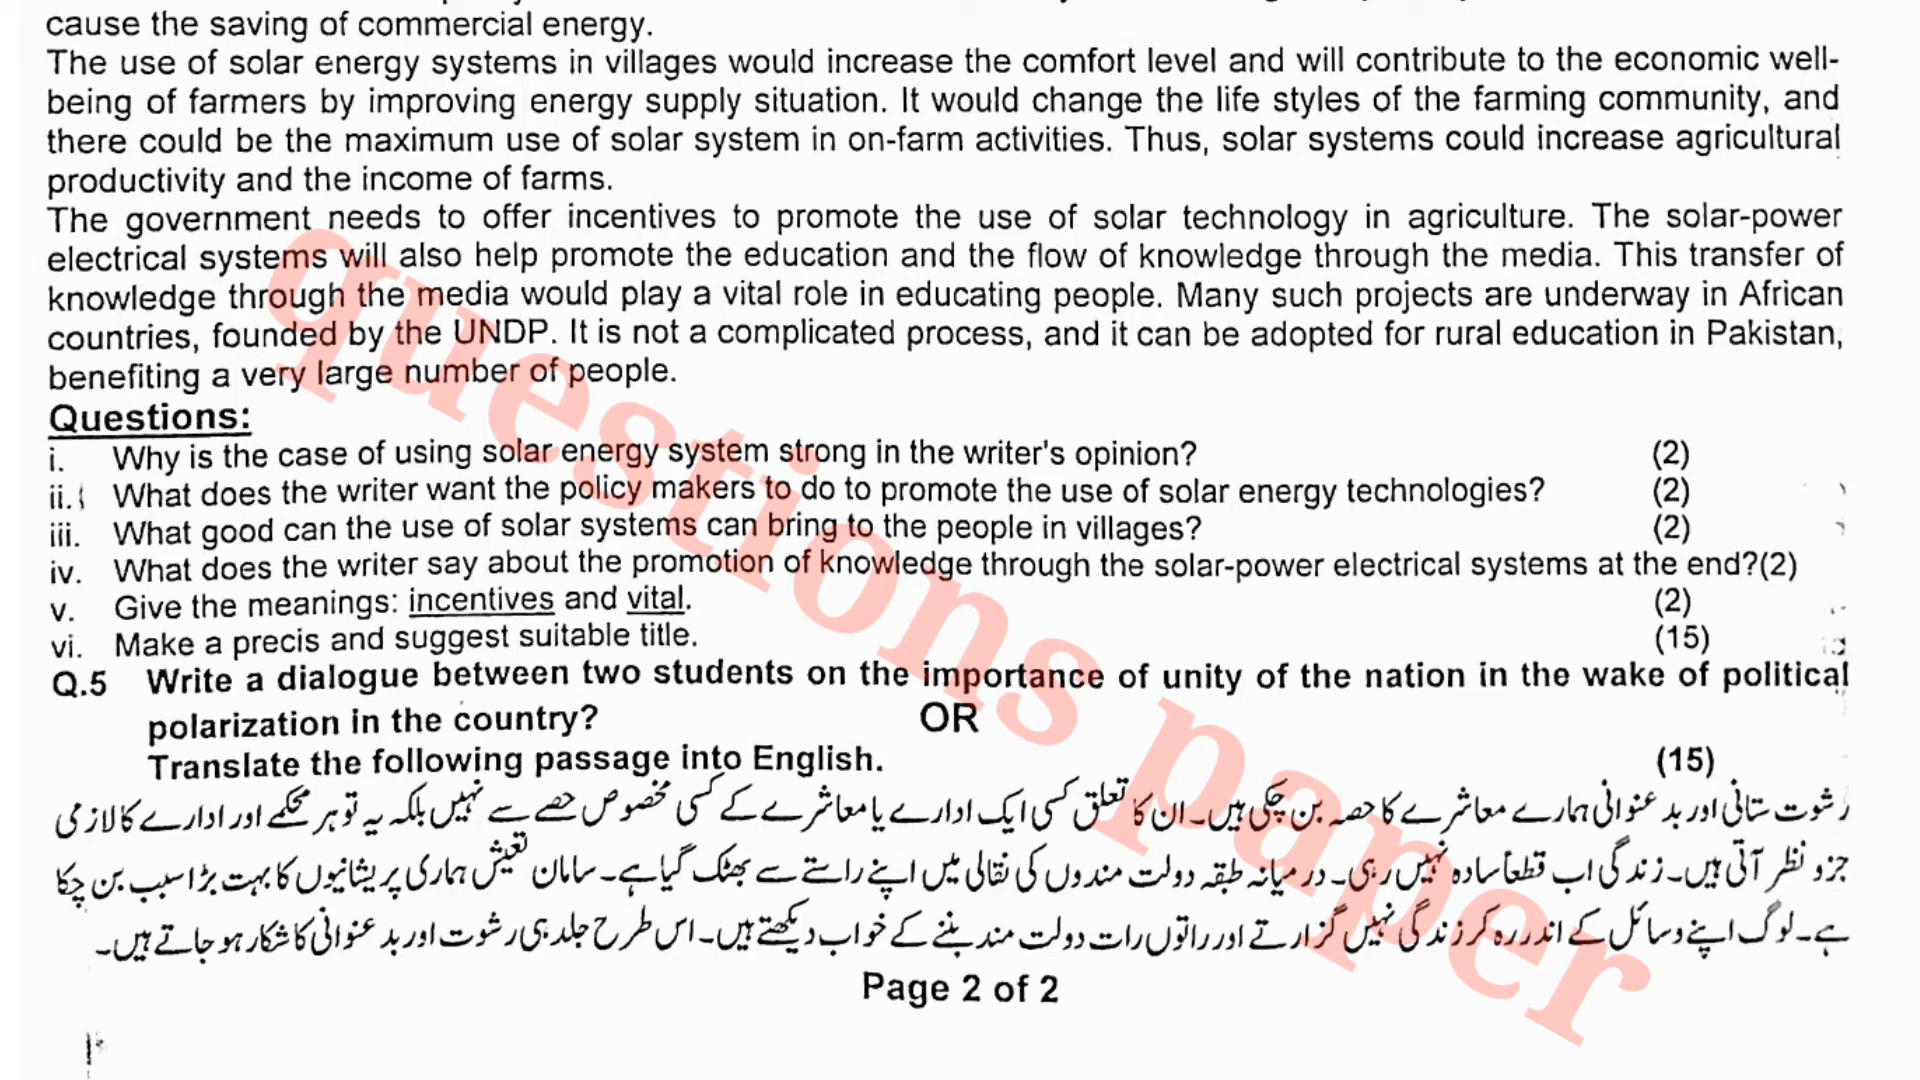 cause the saving of commercial energy.
The use of solar energy systems in villages would increase the comfort level and will contribute to the economic well-
being of farmers by improving energy supply situation. It would change the life styles of the farming community, and
there could be the maximum use of solar system in on-farm activities. Thus, solar systems could increase agricultural
productivity and the income of farms.
The government needs to offer incentives to promote the use of solar technology in agriculture. The solar-power
electrical systems will also help promote the education and the flow of knowledge through the media. This transfer of
knowledge through the media would play a vital role in educating people. Many such projects are underway in African
countries, founded by the UNDP. It is not a complicated process, and it can be adopted for rural education in Pakistan,
benefiting a very large number of people.
Questions:
i. Why is the case of using solar energy system strong in the writer's opinion? (2)
ii. What does the writer want the policy makers to do to promote the use of solar energy technologies? (2)
iii. What good can the use of solar systems can bring to the people in villages? (2)
iv. What does the writer say about the promotion of knowledge through the solar-power electrical systems at the end?(2)
v. Give the meanings: incentives and vital. (2)
vi. Make a precis and suggest suitable title. (15)
Q.5 Write a dialogue between two students on the importance of unity of the nation in the wake of political
polarization in the country? OR
Translate the following passage into English. (15)
رشوت ستانی اور بدعنوانی ہمارے معاشرے کا حصہ بن چکی ہیں۔ ان کا تعلق کسی ایک ادارے یا معاشرے کے کسی مخصوص حصے سے نہیں بلکہ یہ تو ہر محکمے اور ادارے کا لازمی
جزو نظر آتی ہیں۔ زندگی اب قطعاً سادہ نہیں رہی۔ درمیانہ طبقہ دولت مندوں کی نقالی میں اپنے راستے سے بھٹک گیا ہے۔ سامان تعیش ہماری پریشانیوں کا بہت بڑا سبب بن چکا
ہے۔ لوگ اپنے وسائل کے اندر رہ کر زندگی نہیں گزارتے اور راتوں رات دولت مند بننے کے خواب دیکھتے ہیں۔ اس طرح جلد ہی رشوت اور بدعنوانی کا شکار ہو جاتے ہیں۔
Page 2 of 2
questions paper